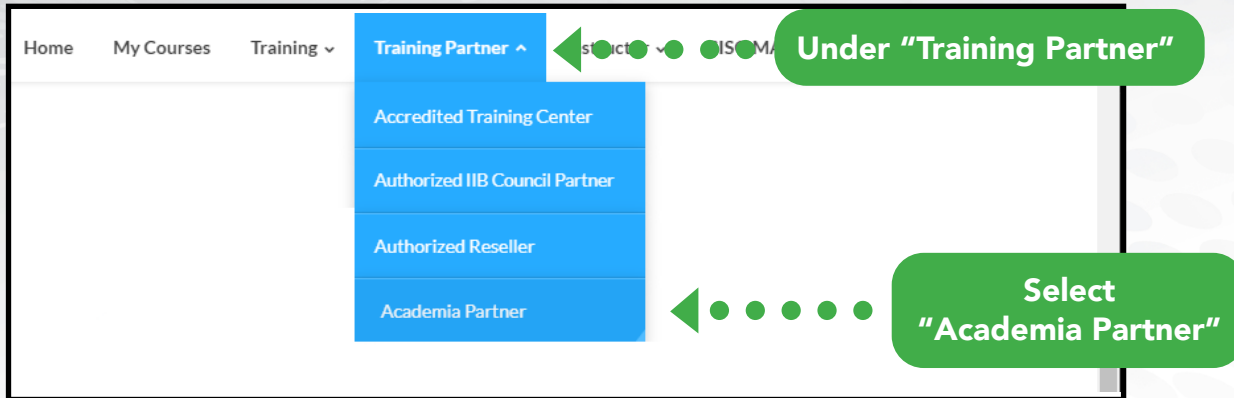 Home My Courses Training Training Partner Under “Training Partner”
Accredited Training Center
Authorized IIB Council Partner
Authorized Reseller
Academia Partner
Select
“Academia Partner”